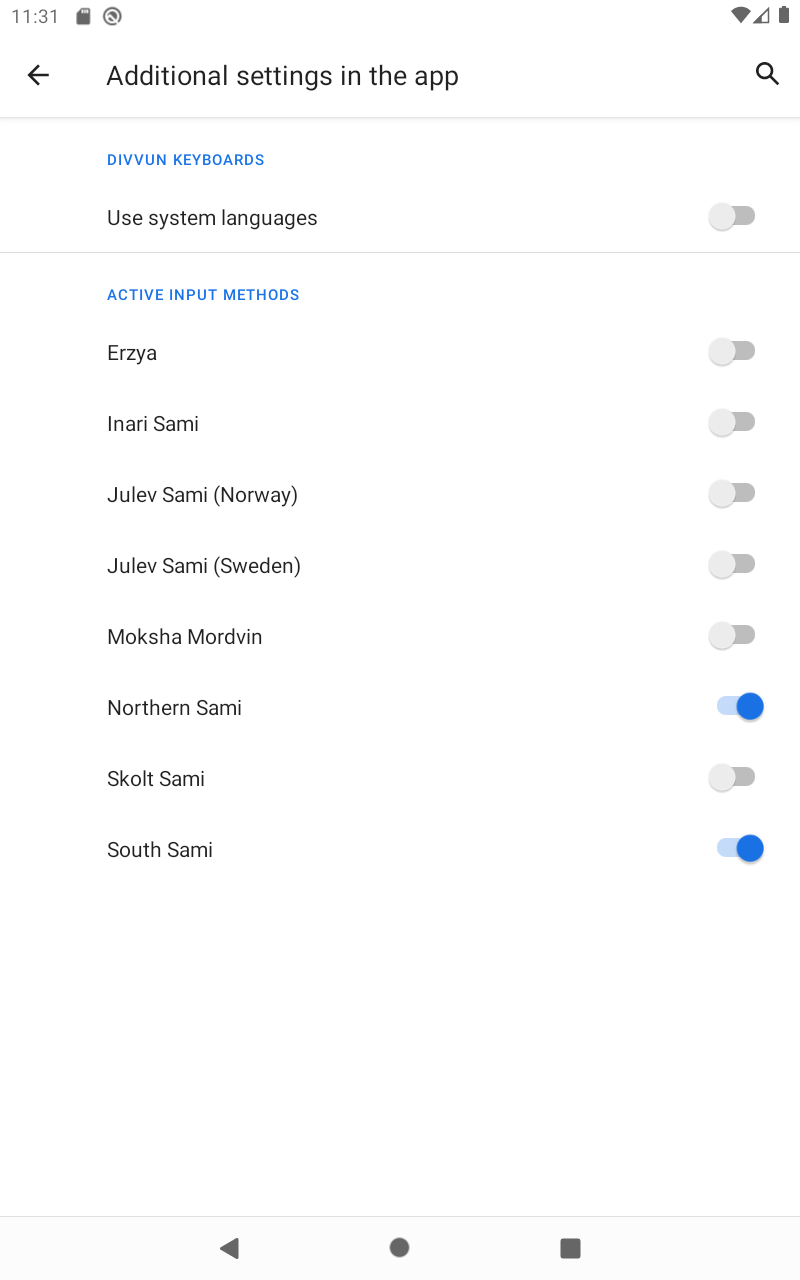 11:31
Additional settings in the app
DIVVUN KEYBOARDS
Use system languages
ACTIVE INPUT METHODS
Erzya
Inari Sami
Julev Sami (Norway)
Julev Sami (Sweden)
Moksha Mordvin
Northern Sami
Skolt Sami
South Sami